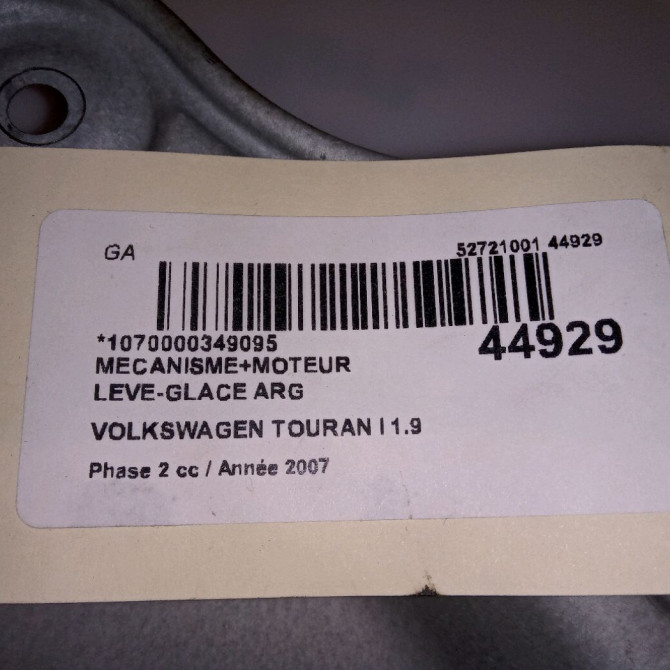 GA 52721001 44929
*1070000349095 44929
MECANISME+MOTEUR
LEVE-GLACE ARG
VOLKSWAGEN TOURAN I 1.9
Phase 2 cc / Année 2007